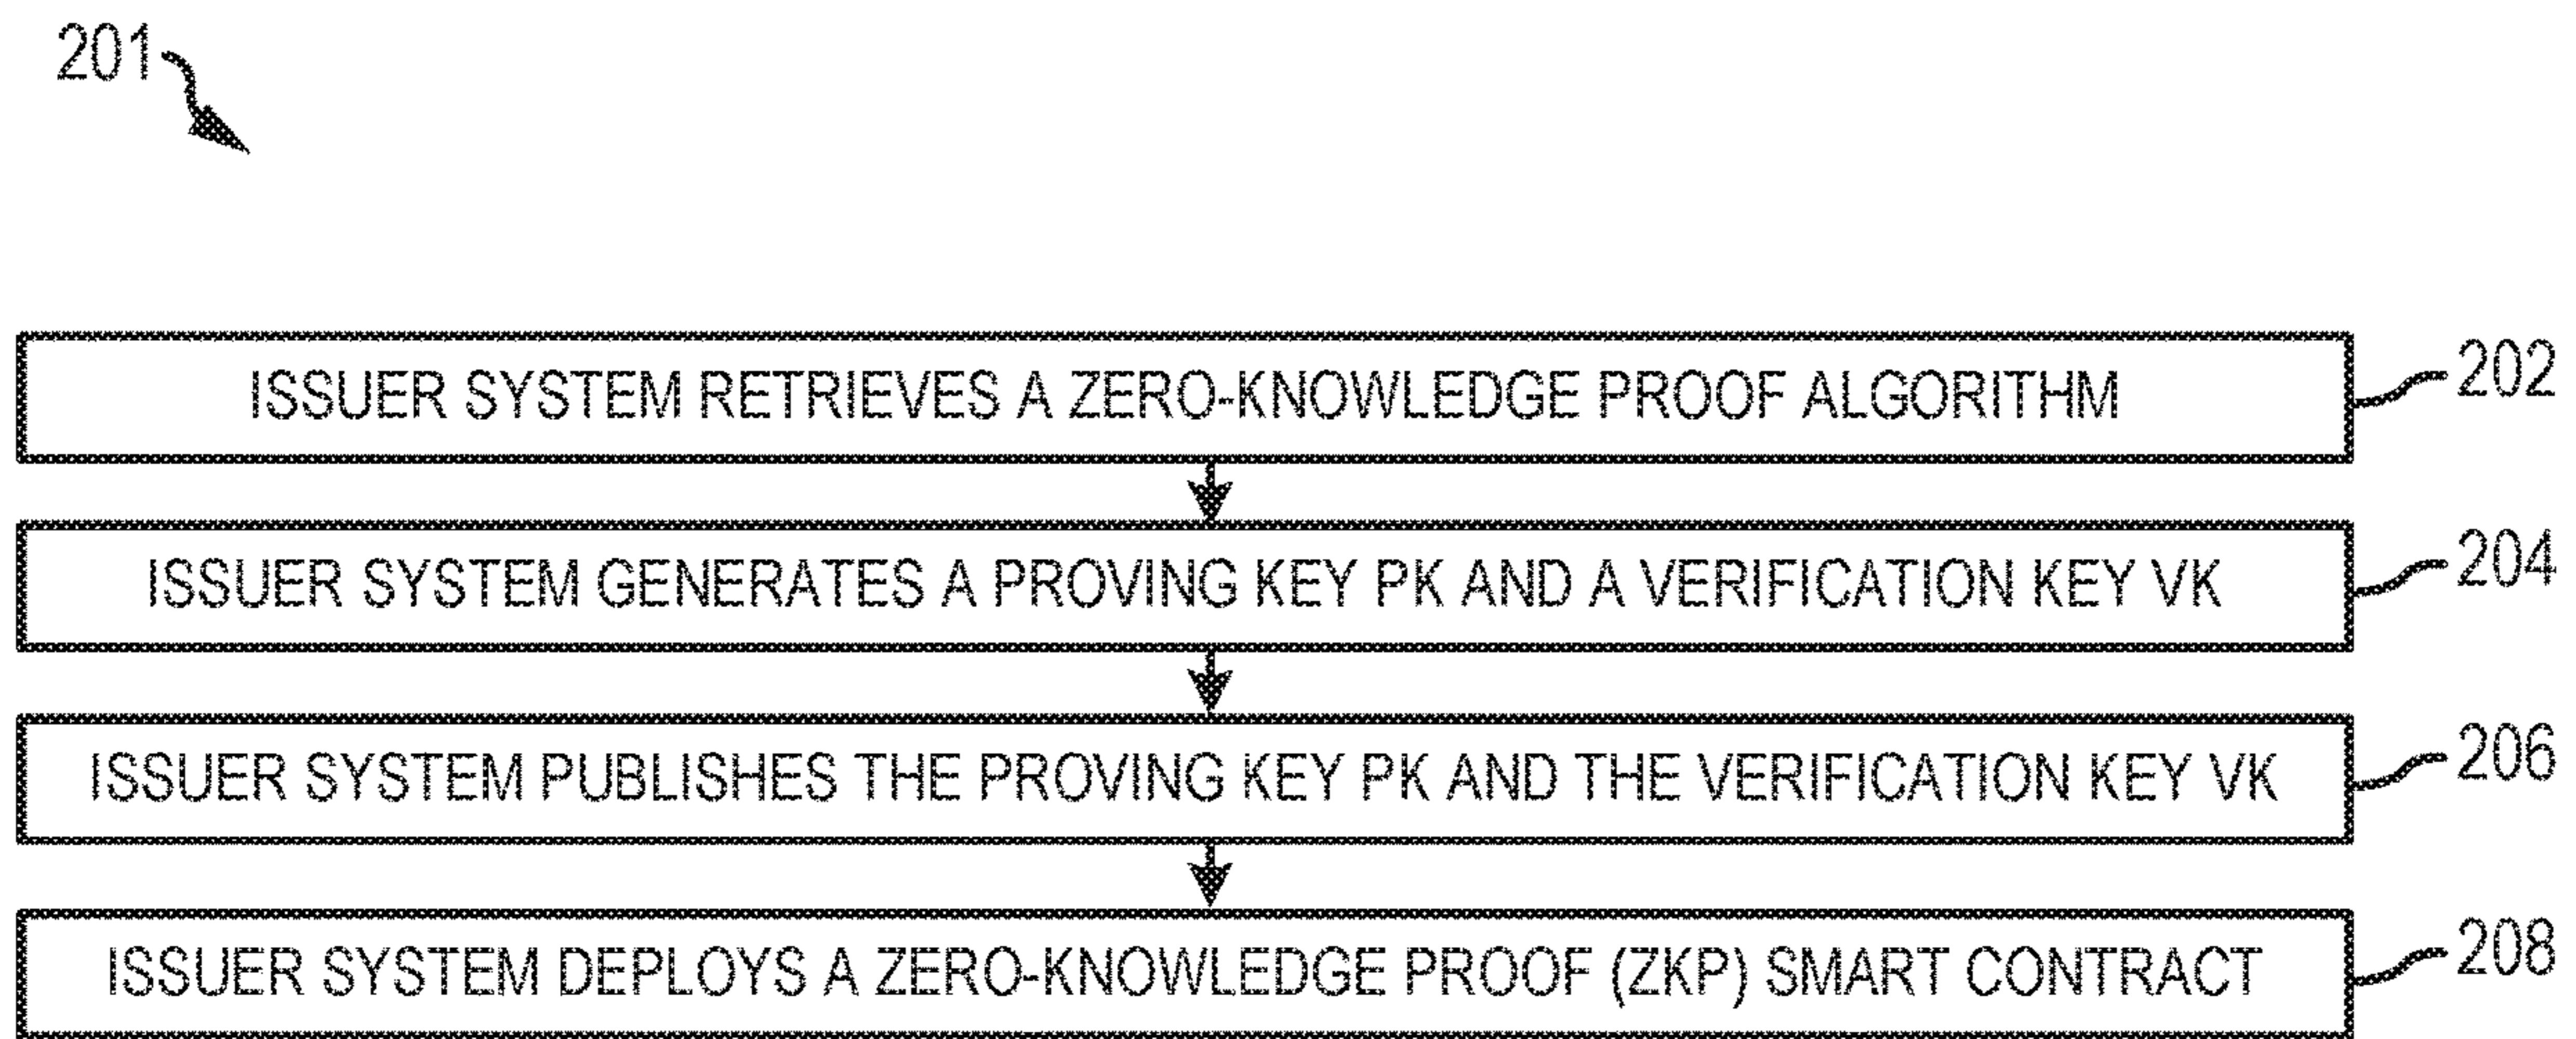 201
ISSUER SYSTEM RETRIEVES A ZERO-KNOWLEDGE PROOF ALGORITHM
202
ISSUER SYSTEM GENERATES A PROVING KEY PK AND A VERIFICATION KEY VK
204
ISSUER SYSTEM PUBLISHES THE PROVING KEY PK AND THE VERIFICATION KEY VK
206
ISSUER SYSTEM DEPLOYS A ZERO-KNOWLEDGE PROOF (ZKP) SMART CONTRACT
208